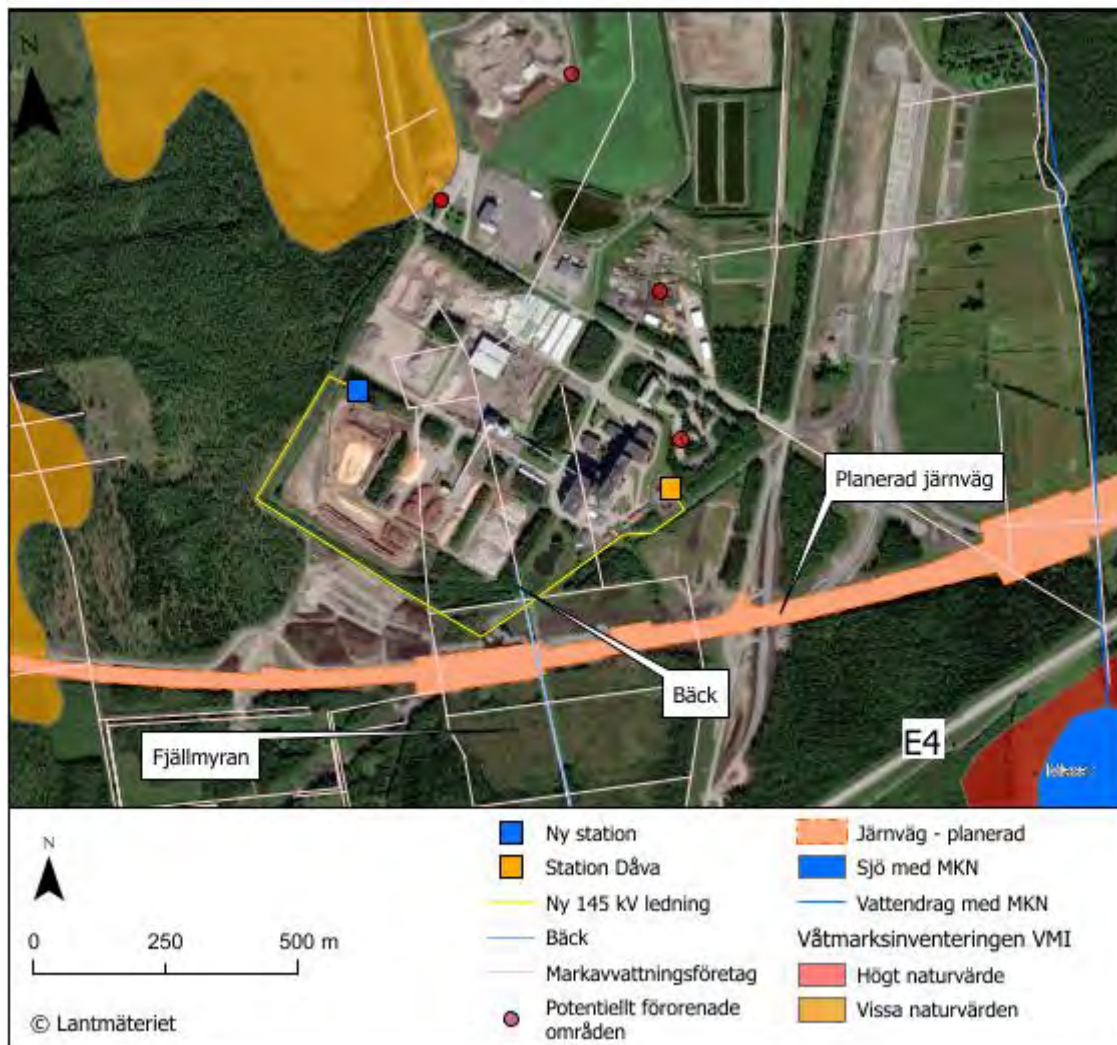 N
Planerad järnväg
Bäck
Fjällmyran
E4
N
0 250 500 m
© Lantmäteriet
Ny station
Station Dåva
Ny 145 kV ledning
Bäck
Markavvattningsföretag
Potentiellt förorenade
områden
Järnväg - planerad
Sjö med MKN
Vattendrag med MKN
Våtmarksinventeringen VMI
Högt naturvärde
Vissa naturvärden